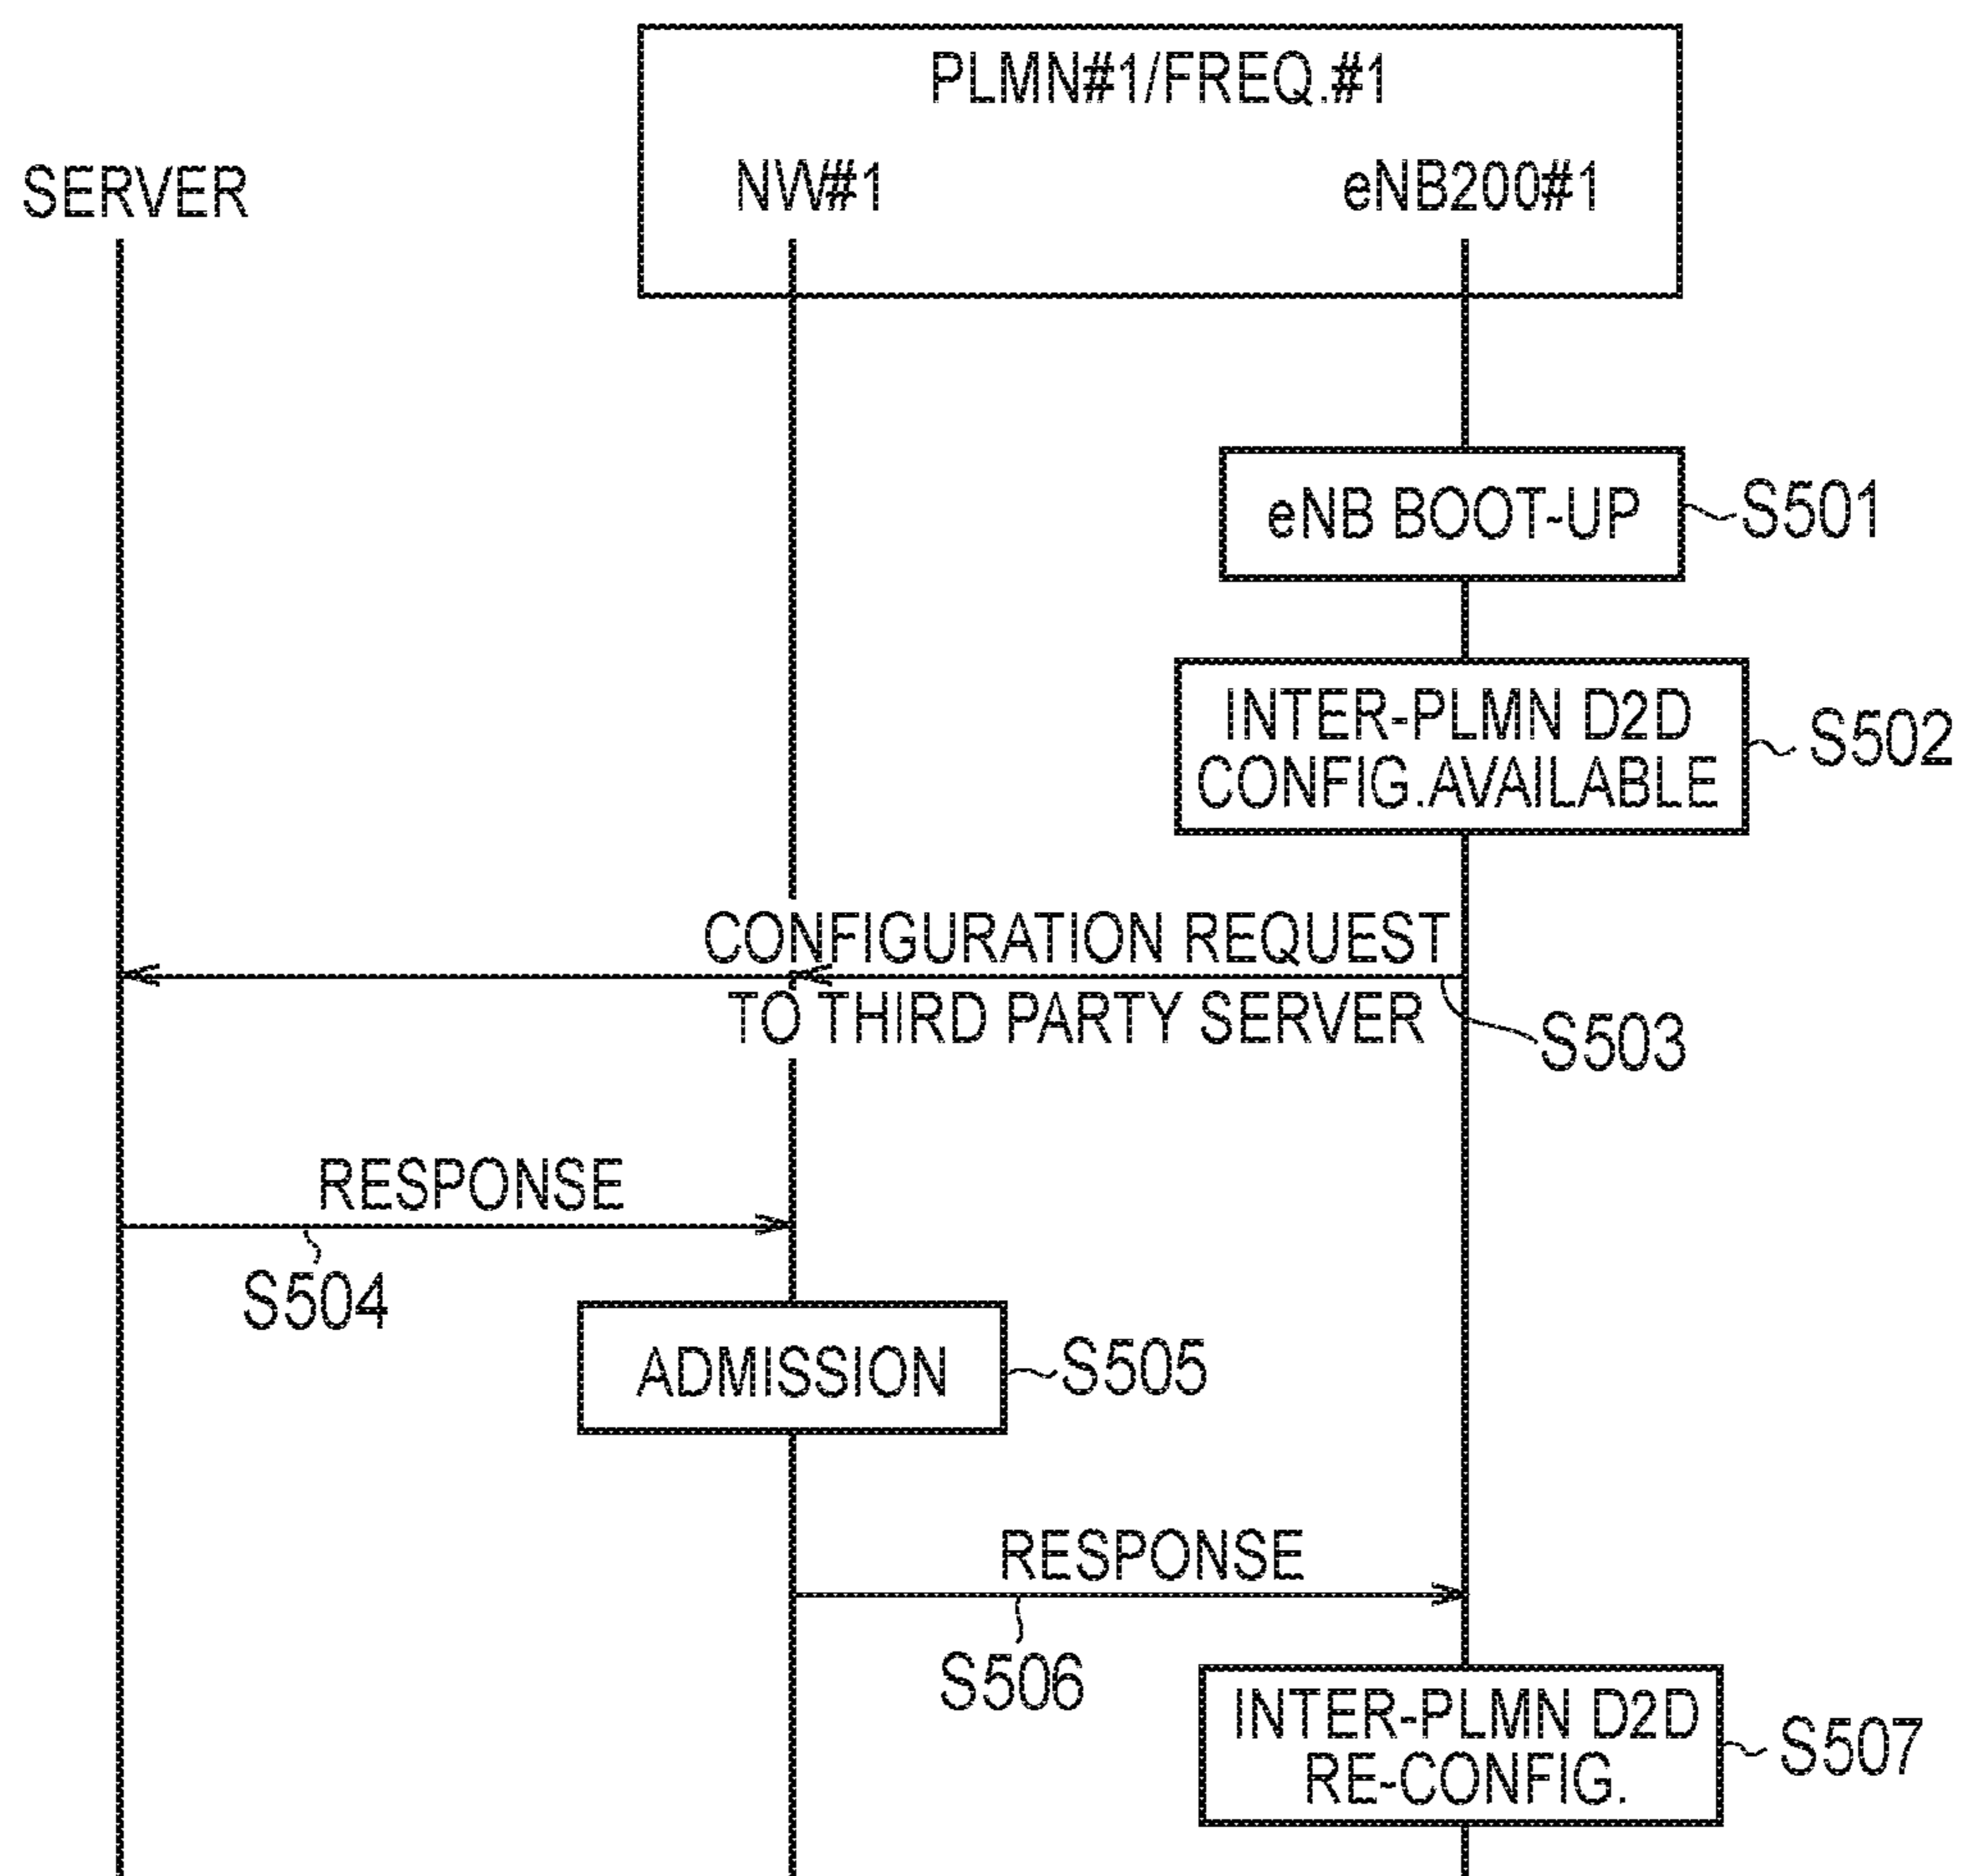 PLMN#1/FREQ.#1
SERVER
NW#1
eNB200#1
eNB BOOT-UP
S501
INTER-PLMN D2D
CONFIG.AVAILABLE
S502
CONFIGURATION REQUEST
TO THIRD PARTY SERVER
S503
RESPONSE
S504
ADMISSION
S505
RESPONSE
S506
INTER-PLMN D2D
RE-CONFIG.
S507